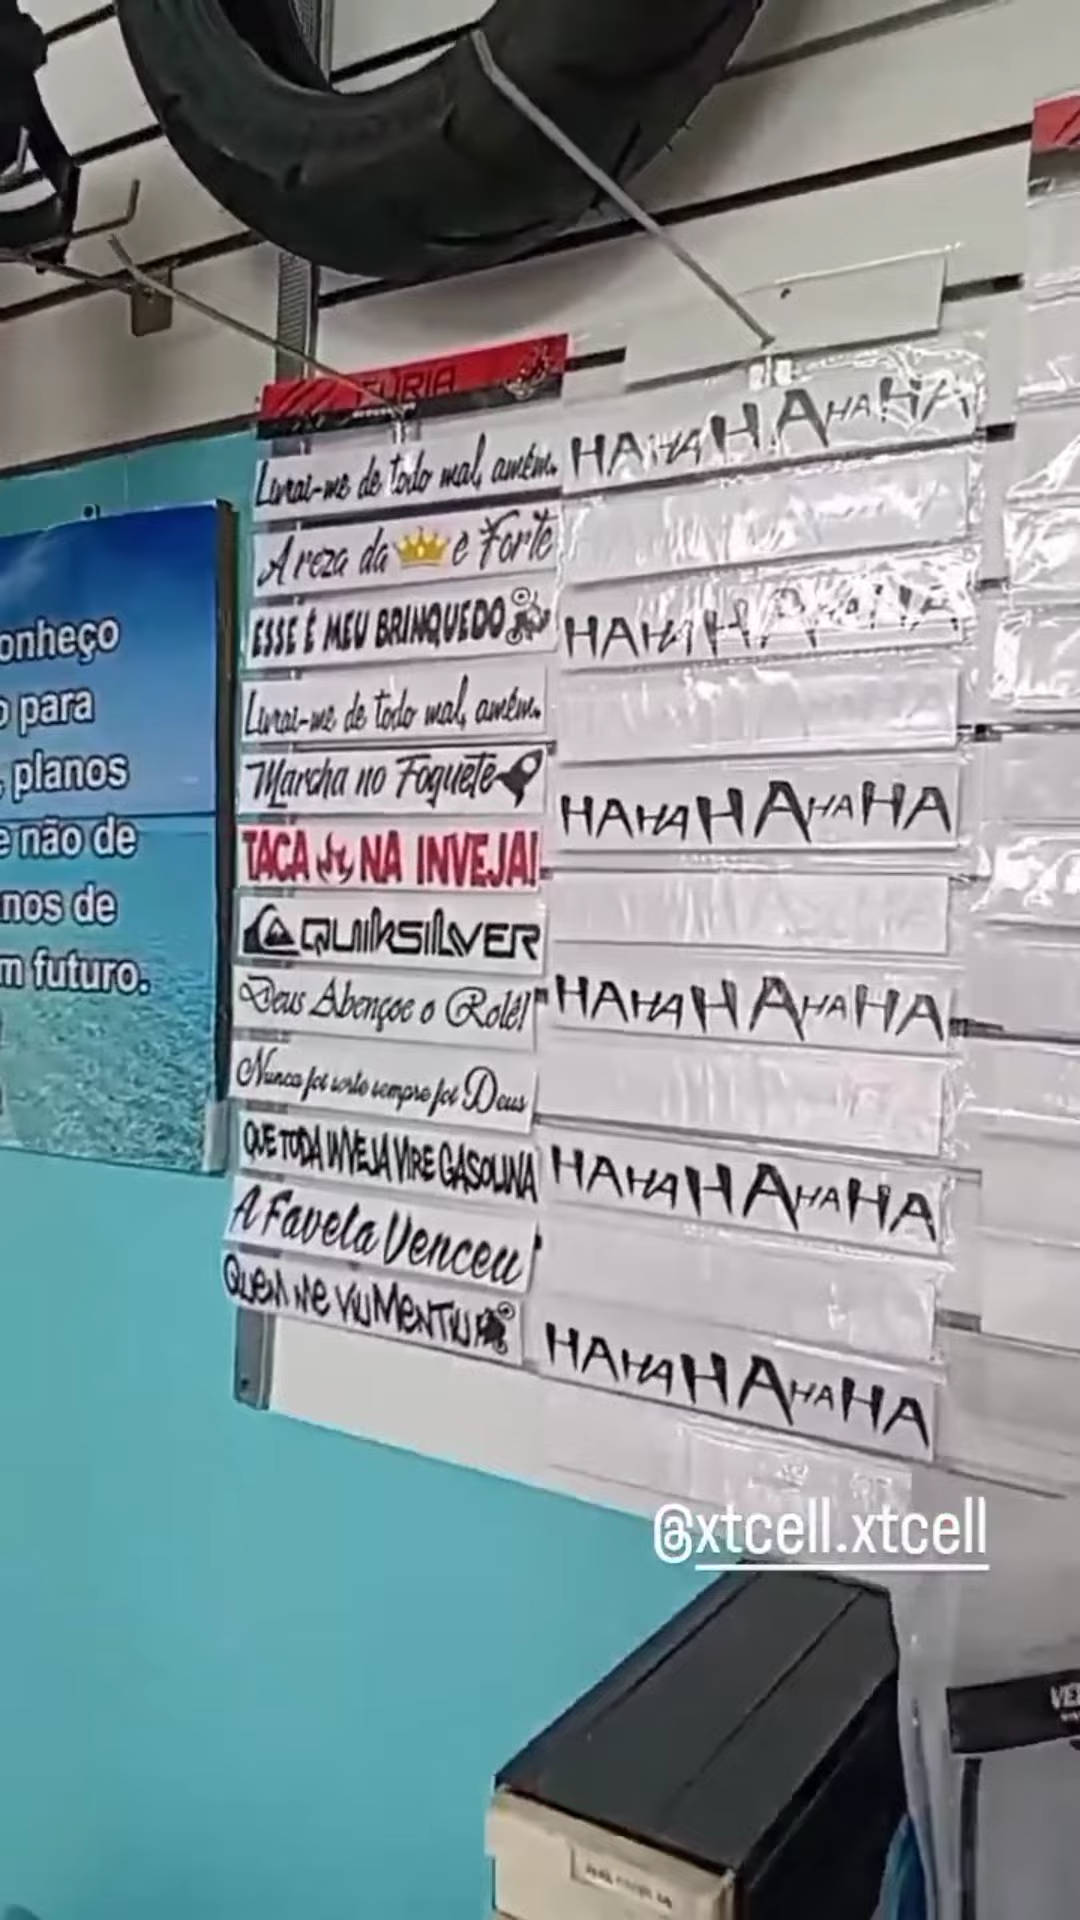 onheço
o para
, planos
e não de
nos de
m futuro.
FURIA
Livrai-me de todo mal, amém.
A reza da 👑 é Forte
ESSE É MEU BRINQUEDO
Livrai-me de todo mal, amém.
Marcha no Foguete
TACA NA INVEJA!
QUIKSILVER
Deus Abençoe o Rolê!
Nunca foi sorte sempre foi Deus
QUE TODA INVEJA VIRE GASOLINA
A Favela Venceu
QUEM ME VIU MENTIU
HAHAHAHAHA
HAHAHAHAHA
HAHAHAHAHA
HAHAHAHAHA
HAHAHAHAHA
HAHAHAHAHA
@xtcell.xtcell